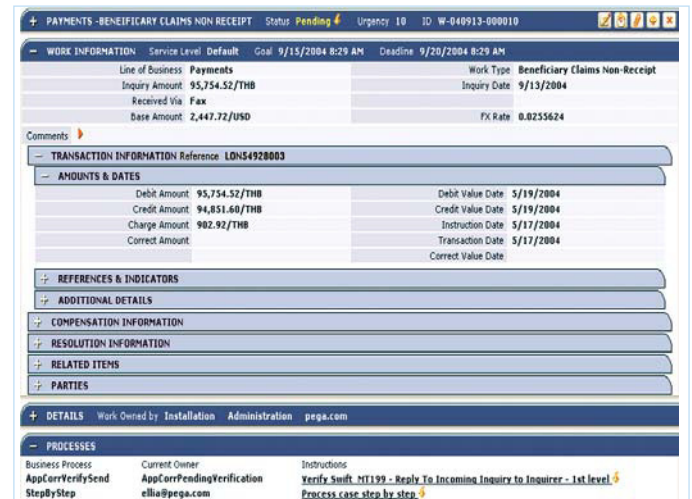 PAYMENTS -BENEIFICARY CLAIMS NON RECEIPT Status Pending Urgency 10 ID W-040913-000010
WORK INFORMATION Service Level Default Goal 9/15/2004 8:29 AM Deadline 9/20/2004 8:29 AM
Line of Business Payments Work Type Beneficiary Claims Non-Receipt
Inquiry Amount 95,754.52/THB Inquiry Date 9/13/2004
Received Via Fax
Base Amount 2,447.72/USD FX Rate 0.0255624
Comments
TRANSACTION INFORMATION Reference LON54928003
AMOUNTS & DATES
Debit Amount 95,754.52/THB Debit Value Date 5/19/2004
Credit Amount 94,851.60/THB Credit Value Date 5/19/2004
Charge Amount 902.92/THB Instruction Date 5/17/2004
Correct Amount Transaction Date 5/17/2004
Correct Value Date
REFERENCES & INDICATORS
ADDITIONAL DETAILS
COMPENSATION INFORMATION
RESOLUTION INFORMATION
RELATED ITEMS
PARTIES
DETAILS Work Owned by Installation Administration pega.com
PROCESSES
Business Process Current Owner Instructions
AppCorrVerifySend AppCorrPendingVerification Verify Swift MT199 - Reply To Incoming Inquiry to Inquirer - 1st level
StepByStep ellia@pega.com Process case step by step